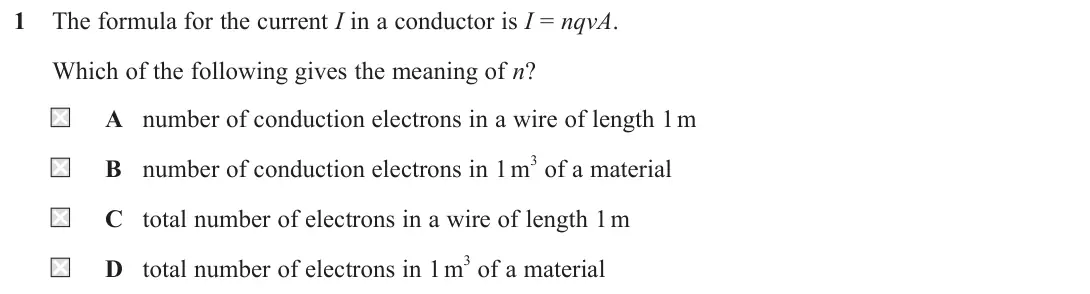 1 The formula for the current I in a conductor is I = nqvA.
Which of the following gives the meaning of n?
A number of conduction electrons in a wire of length 1 m
B number of conduction electrons in 1 m³ of a material
C total number of electrons in a wire of length 1 m
D total number of electrons in 1 m³ of a material